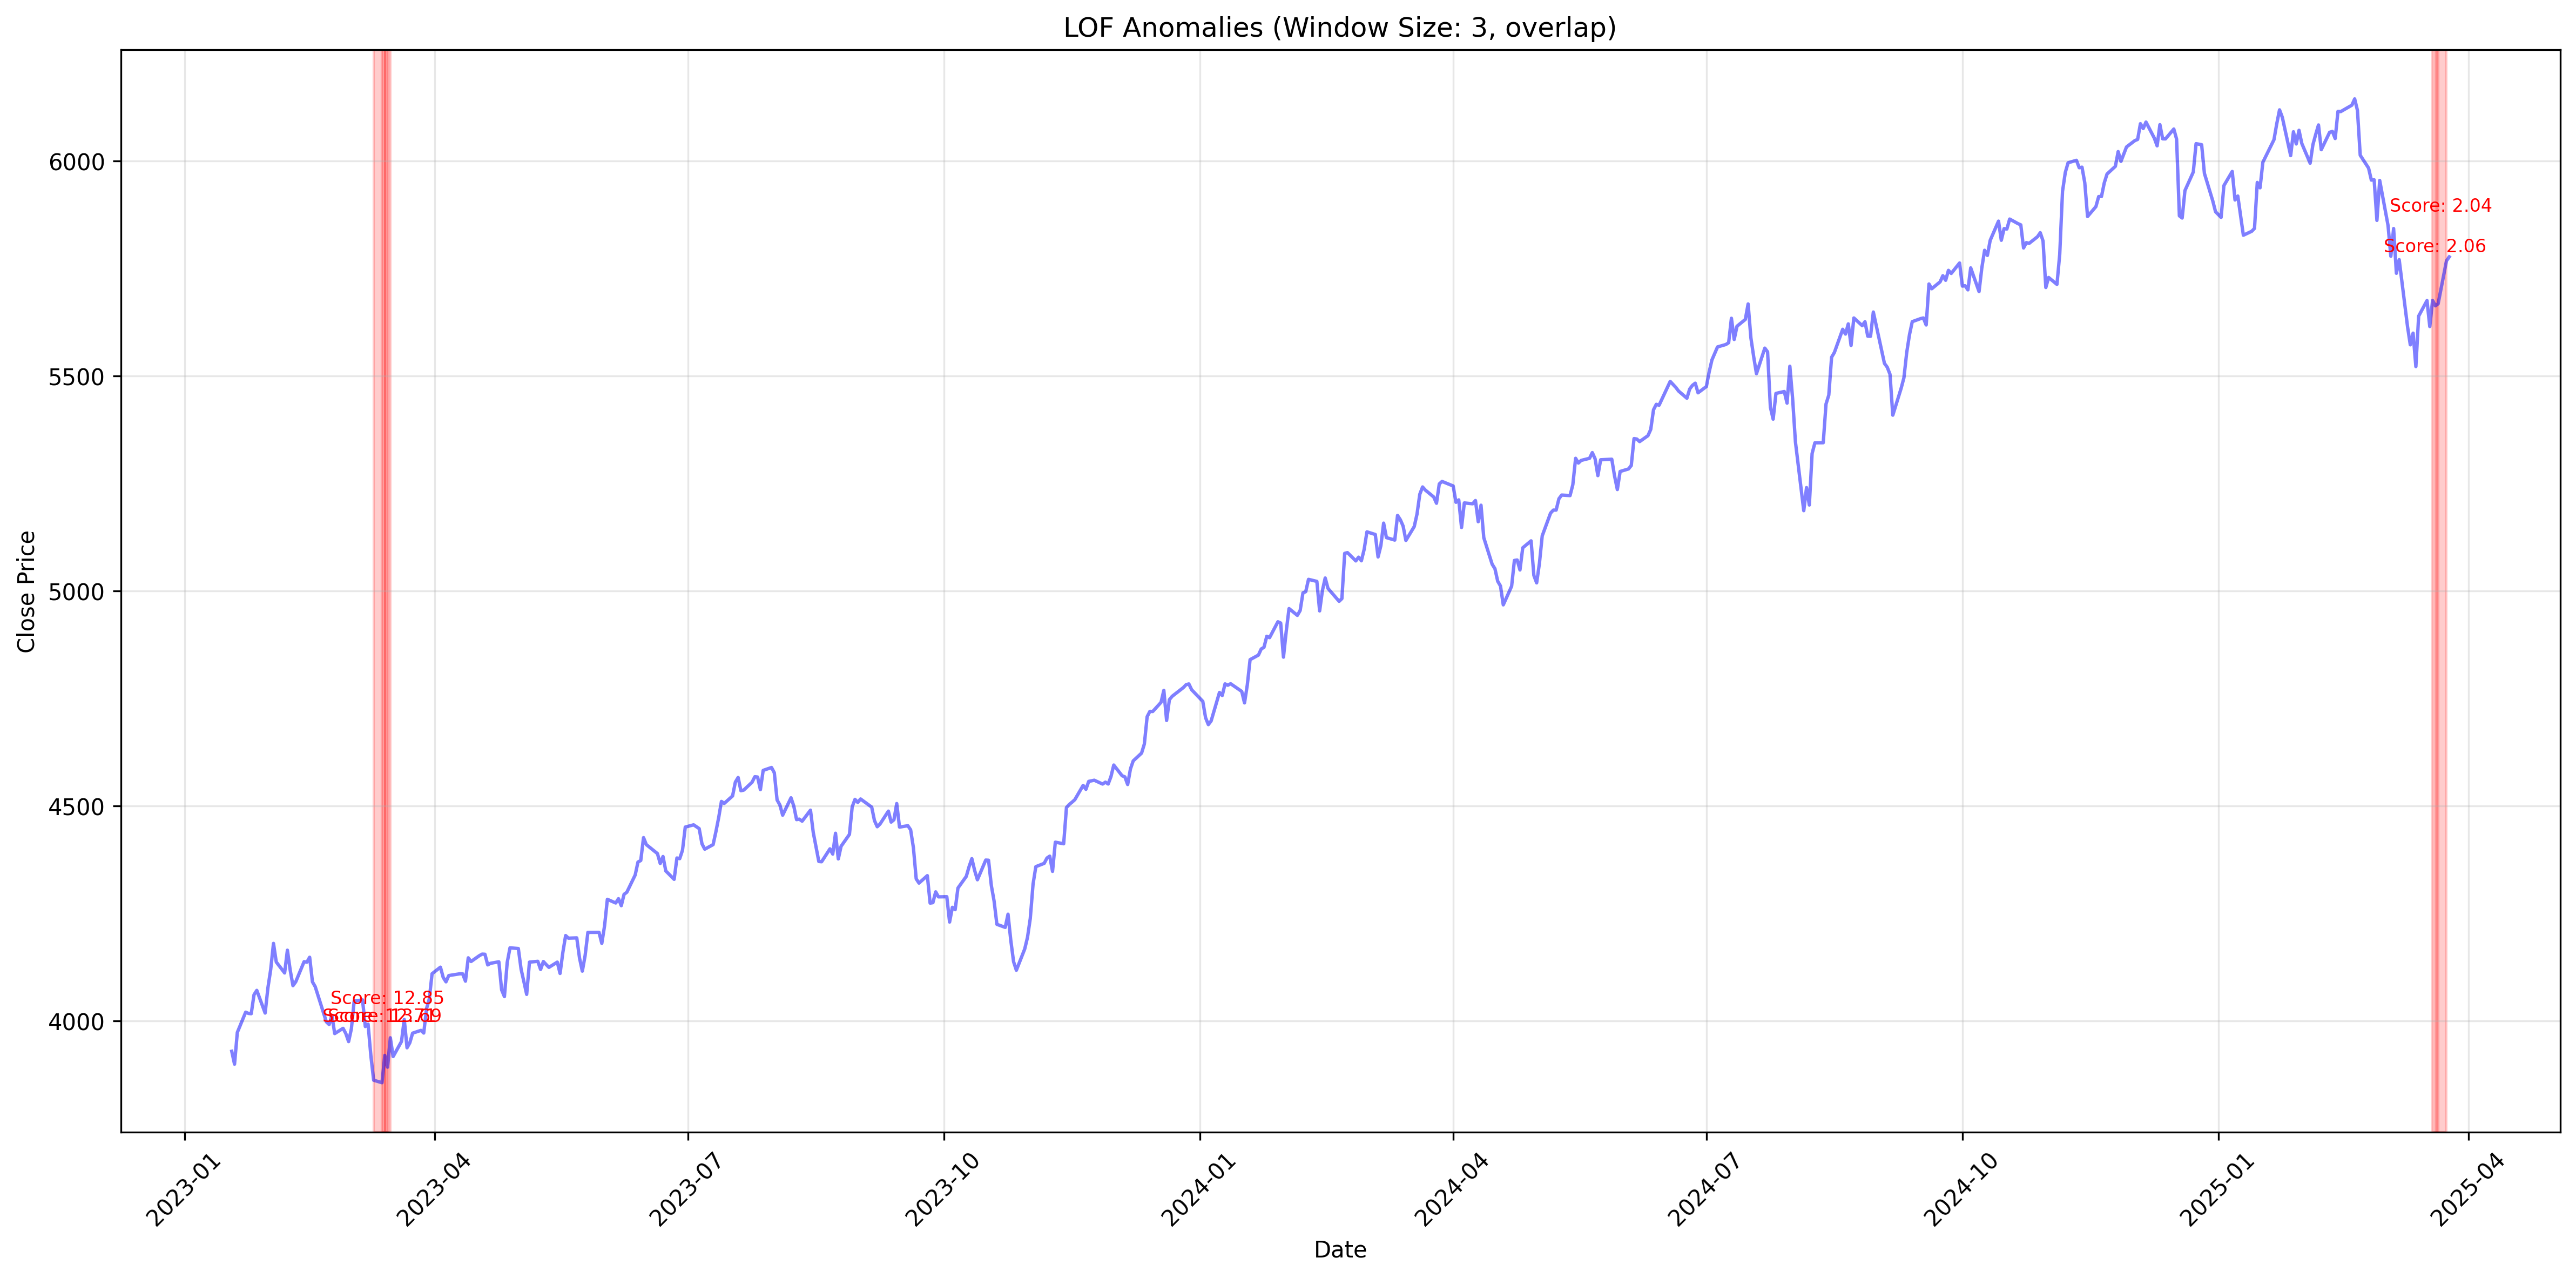 LOF Anomalies (Window Size: 3, overlap)
Close Price
6000
5500
5000
4500
4000
Score: 2.04
Score: 2.06
Score: 12.85
2023-01
2023-04
2023-07
2023-10
2024-01
2024-04
2024-07
2024-10
2025-01
2025-04
Date